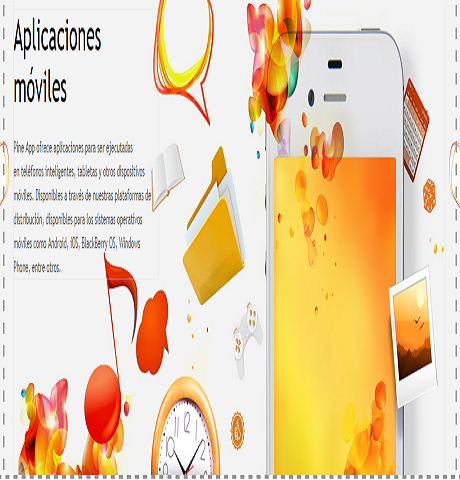 Aplicaciones
móviles
Pine App ofrece aplicaciones para ser ejecutadas
en teléfonos inteligentes, tabletas y otros dispositivos
móviles. Disponibles a través de nuestras plataformas de
distribución, disponibles para los sistemas operativos
móviles como Android, iOS, BlackBerry OS, Windows
Phone, entre otros.